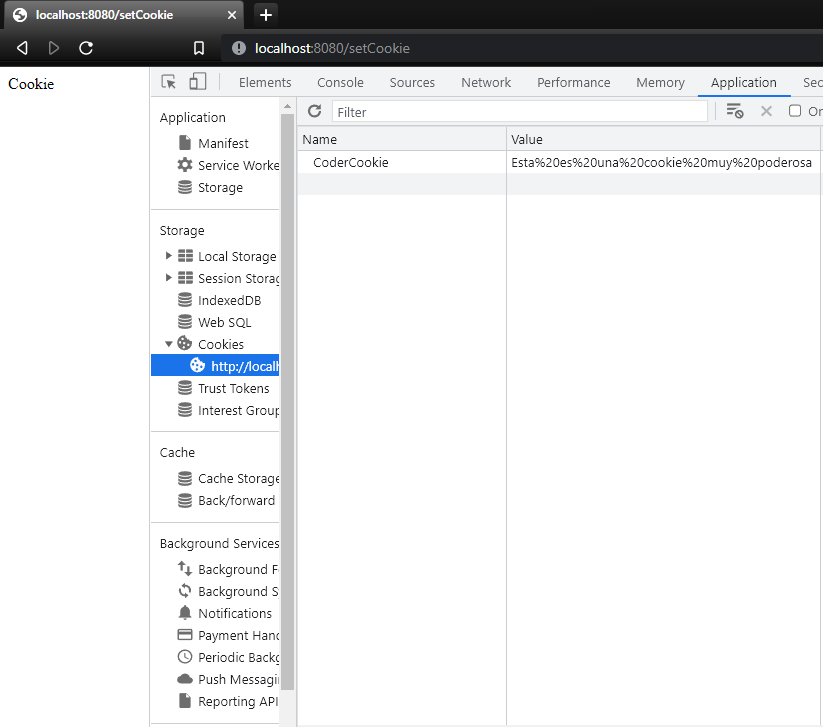 localhost:8080/setCookie
localhost:8080/setCookie
Cookie
Elements Console Sources Network Performance Memory Application Sec
Filter Or
Name Value
CoderCookie Esta%20es%20una%20cookie%20muy%20poderosa
Application
Manifest
Service Worke
Storage
Storage
Local Storage
Session Storag
IndexedDB
Web SQL
Cookies
http://localh
Trust Tokens
Interest Group
Cache
Cache Storage
Back/forward
Background Services
Background F
Background S
Notifications
Payment Hand
Periodic Backg
Push Messagi
Reporting API